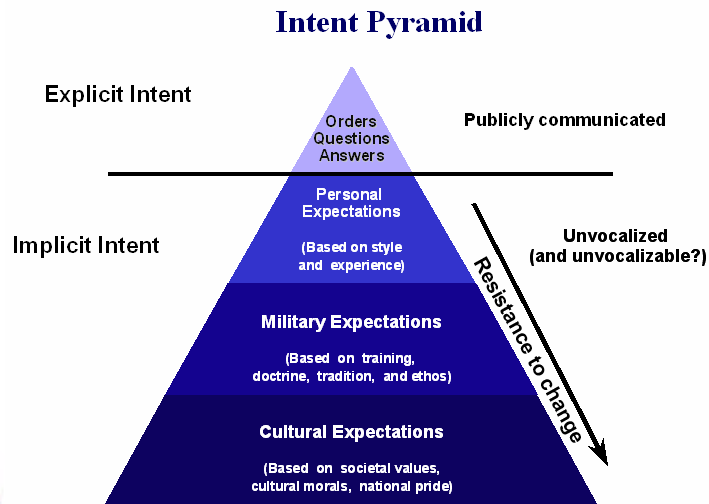 Intent Pyramid
Explicit Intent
Orders
Questions
Answers
Publicly communicated
Implicit Intent
Personal
Expectations
(Based on style
and experience)
Unvocalized
(and unvocalizable?)
Resistance to change
Military Expectations
(Based on training,
doctrine, tradition, and ethos)
Cultural Expectations
(Based on societal values,
cultural morals, national pride)